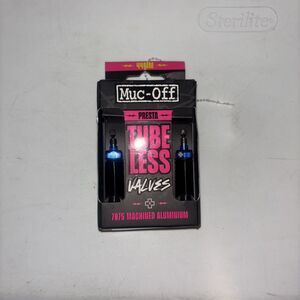 Sterilite
Muc-Off
PRESTA
TUBE
LESS
VALVES
7075 MACHINED ALUMINIUM